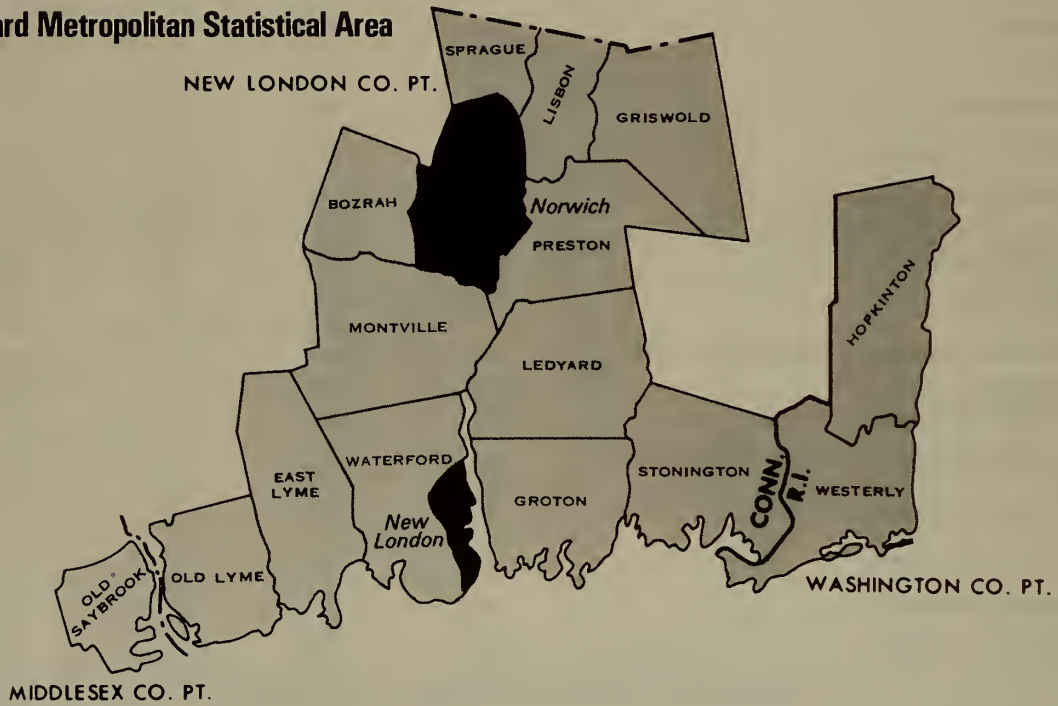 Metropolitan Statistical Area
NEW LONDON CO. PT.
SPRAGUE
LISBON
GRISWOLD
BOZRAH
Norwich
PRESTON
HOPKINTON
MONTVILLE
LEDYARD
WATERFORD
EAST
LYME
STONINGTON
CONN.
R.I.
WESTERLY
GROTON
New
London
OLD
SAYBROOK
OLD LYME
WASHINGTON CO. PT.
MIDDLESEX CO. PT.